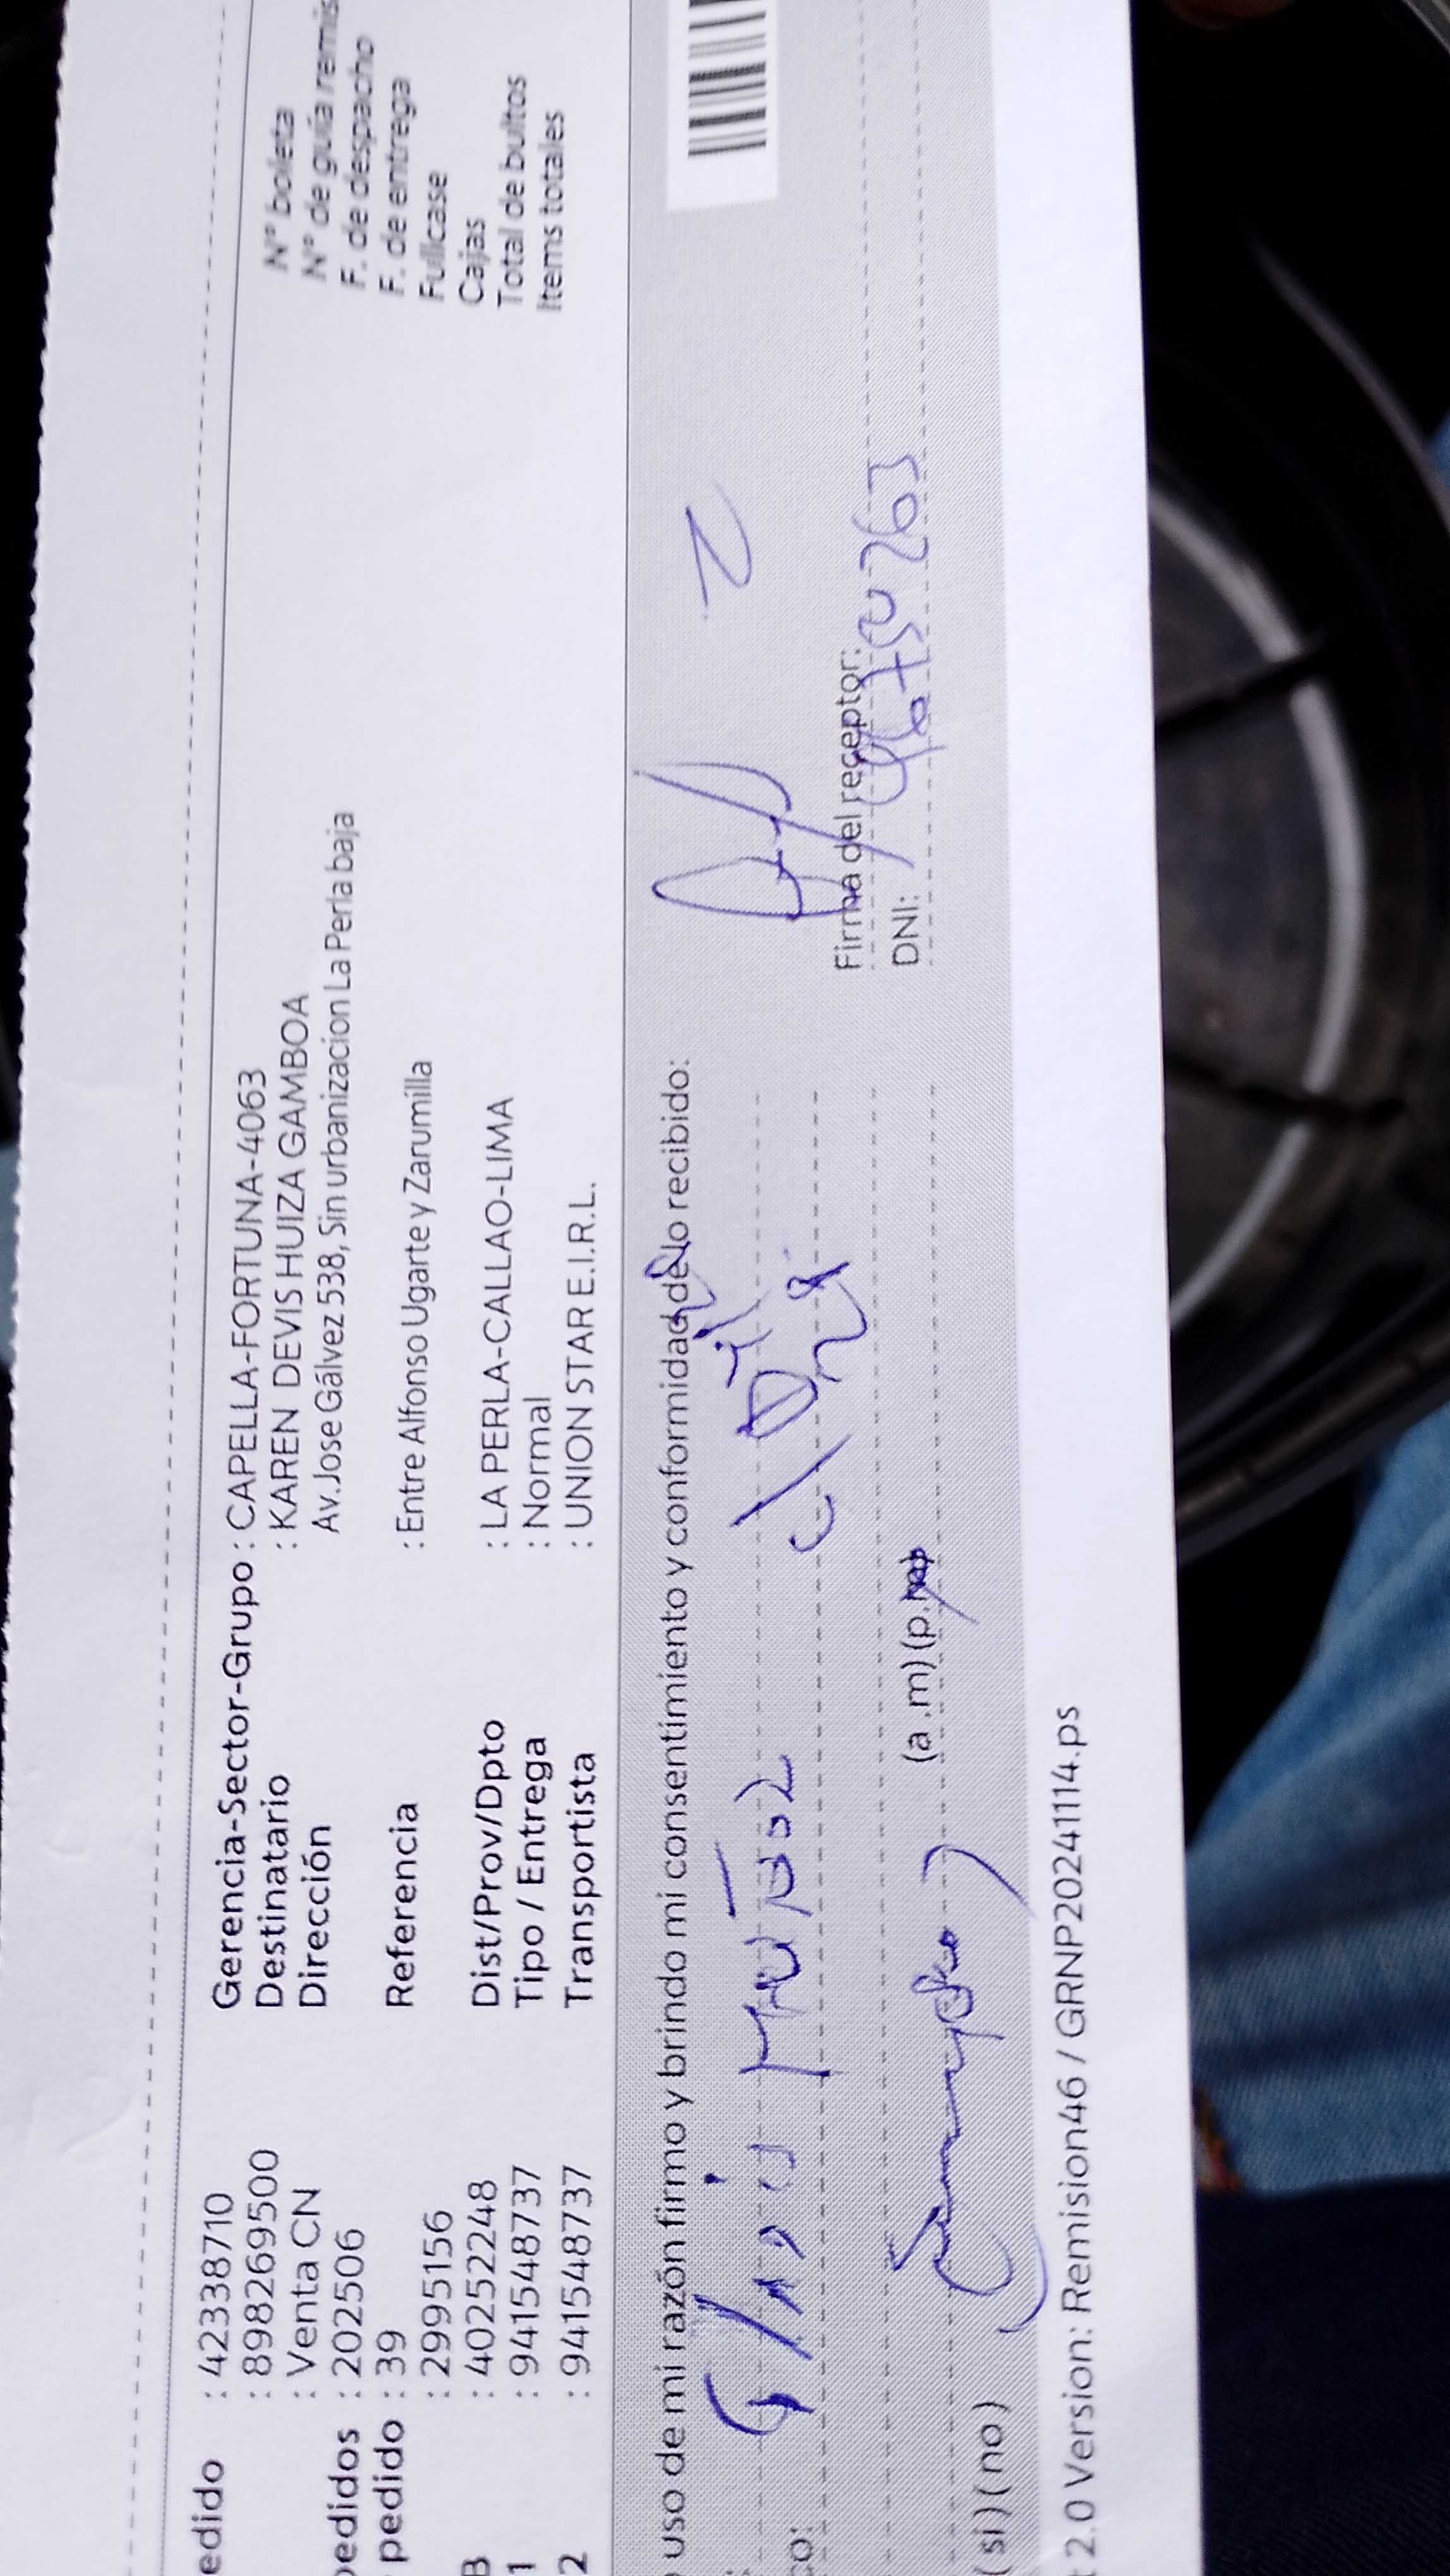 edido : 42338710
: 898269500
: Venta CN
pedidos : 202506
pedido : 39
: 2995156
B : 40252248
1 : 941548737
2 : 941548737
Gerencia-Sector-Grupo : CAPELLA-FORTUNA-4063
Destinatario : KAREN DEVIS HUIZA GAMBOA
Dirección Av. Jose Gálvez 538, Sin urbanizacion La Perla baja
Referencia : Entre Alfonso Ugarte y Zarumilla
Dist/Prov/Dpto : LA PERLA-CALLAO-LIMA
Tipo / Entrega : Normal
Transportista : UNION STAR E.I.R.L.
N° boleta
N° de guía remis
F. de despacho
F. de entrega
Fullcase
Cajas
Total de bultos
Items totales
uso de mi razón firmo y brindo mi consentimiento y conformidad de lo recibido:
co:
(a .m) (p.m)
( si ) ( no )
Firma del receptor:
DNI:
2.0 Version: Remision46 / GRNP20241114.ps